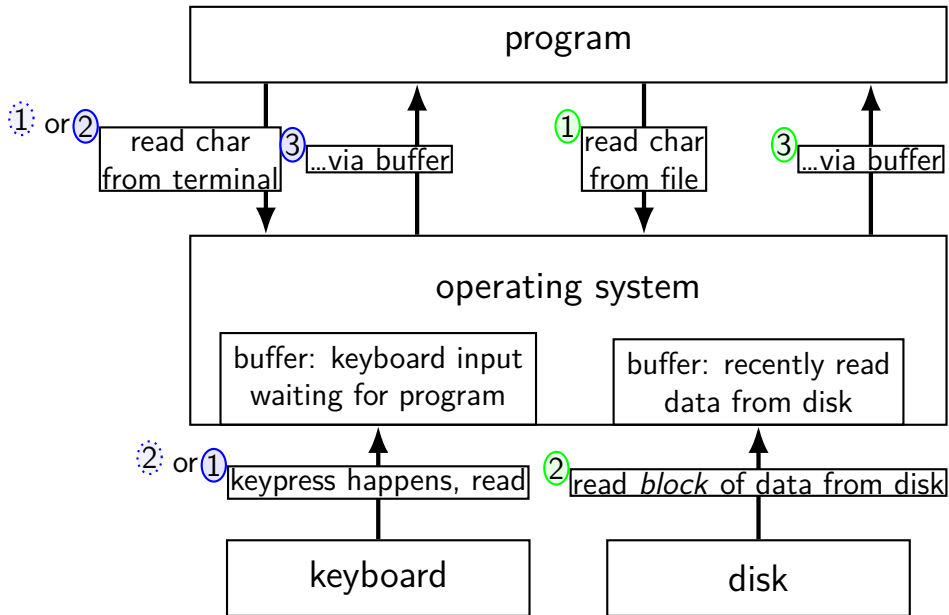 program
1 or 2
read char
from terminal
3
...via buffer
1
read char
from file
3
...via buffer
operating system
buffer: keyboard input
waiting for program
buffer: recently read
data from disk
2 or 1
keypress happens, read
2
read block of data from disk
keyboard
disk